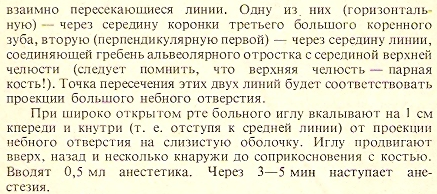 взаимно пересекающиеся линии. Одну из них (горизонталь-
ную) — через середину коронки третьего большого коренного
зуба, вторую (перпендикулярную первой) — через середину линии,
соединяющей гребень альвеолярного отростка с серединой верхней
челюсти (следует помнить, что верхняя челюсть — парная
кость!). Точка пересечения этих двух линий будет соответствовать
проекции большого небного отверстия.
При широко открытом рте больного иглу вкалывают на 1 см
кпереди и кнутри (т. е. отступя к средней линии) от проекции
небного отверстия на слизистую оболочку. Иглу продвигают
вверх, назад и несколько кнаружи до соприкосновения с костью.
Вводят 0,5 мл анестетика. Через 3—5 мин наступает ане-
стезия.